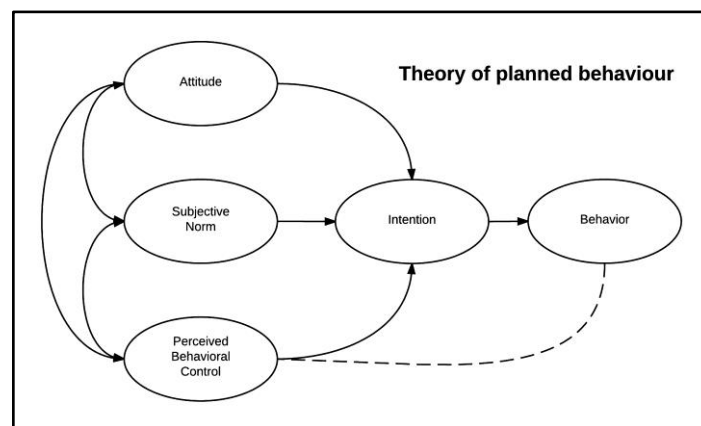 Theory of planned behaviour
Attitude
Subjective
Norm
Intention
Behavior
Perceived
Behavioral
Control